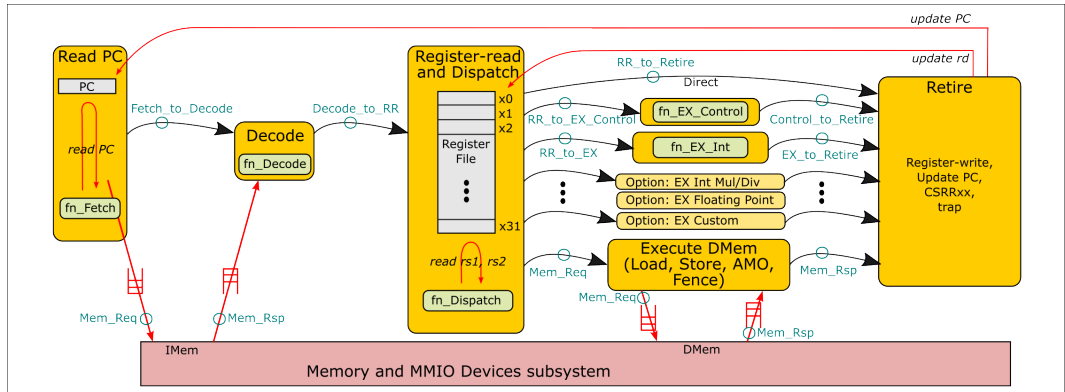 update PC
update rd
Read PC
PC
read PC
fn_Fetch
Fetch_to_Decode
Decode
fn_Decode
Decode_to_RR
Register-read
and Dispatch
x0
x1
x2
Register
File
x31
read rs1, rs2
fn_Dispatch
RR_to_Retire
Direct
RR_to_EX_Control
fn_EX_Control
Control_to_Retire
RR_to_EX
fn_EX_Int
EX_to_Retire
Option: EX Int Mul/Div
Option: EX Floating Point
Option: EX Custom
Mem_Req
Execute DMem
(Load, Store, AMO,
Fence)
Mem_Rsp
Retire
Register-write,
Update PC,
CSRRxx,
trap
Mem_Req
Mem_Rsp
Mem_Req
Mem_Rsp
IMem
DMem
Memory and MMIO Devices subsystem